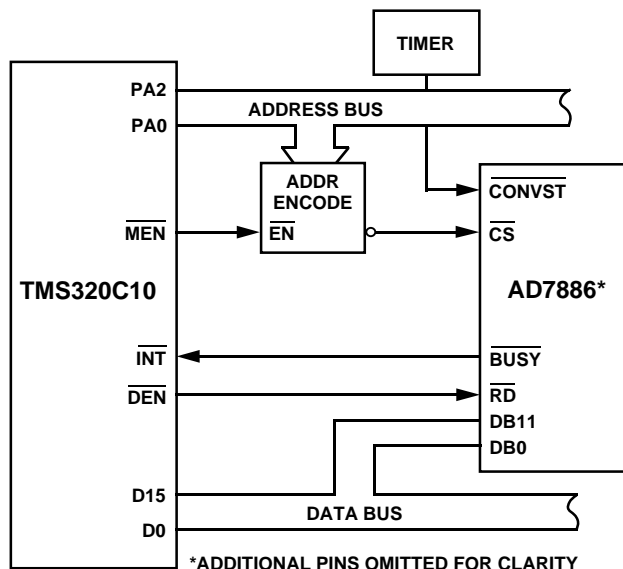 TIMER
PA2
ADDRESS BUS
PA0
ADDR
ENCODE
CONVST
MEN
EN
CS
TMS320C10
AD7886*
INT
BUSY
DEN
RD
DB11
DB0
D15
DATA BUS
D0
*ADDITIONAL PINS OMITTED FOR CLARITY